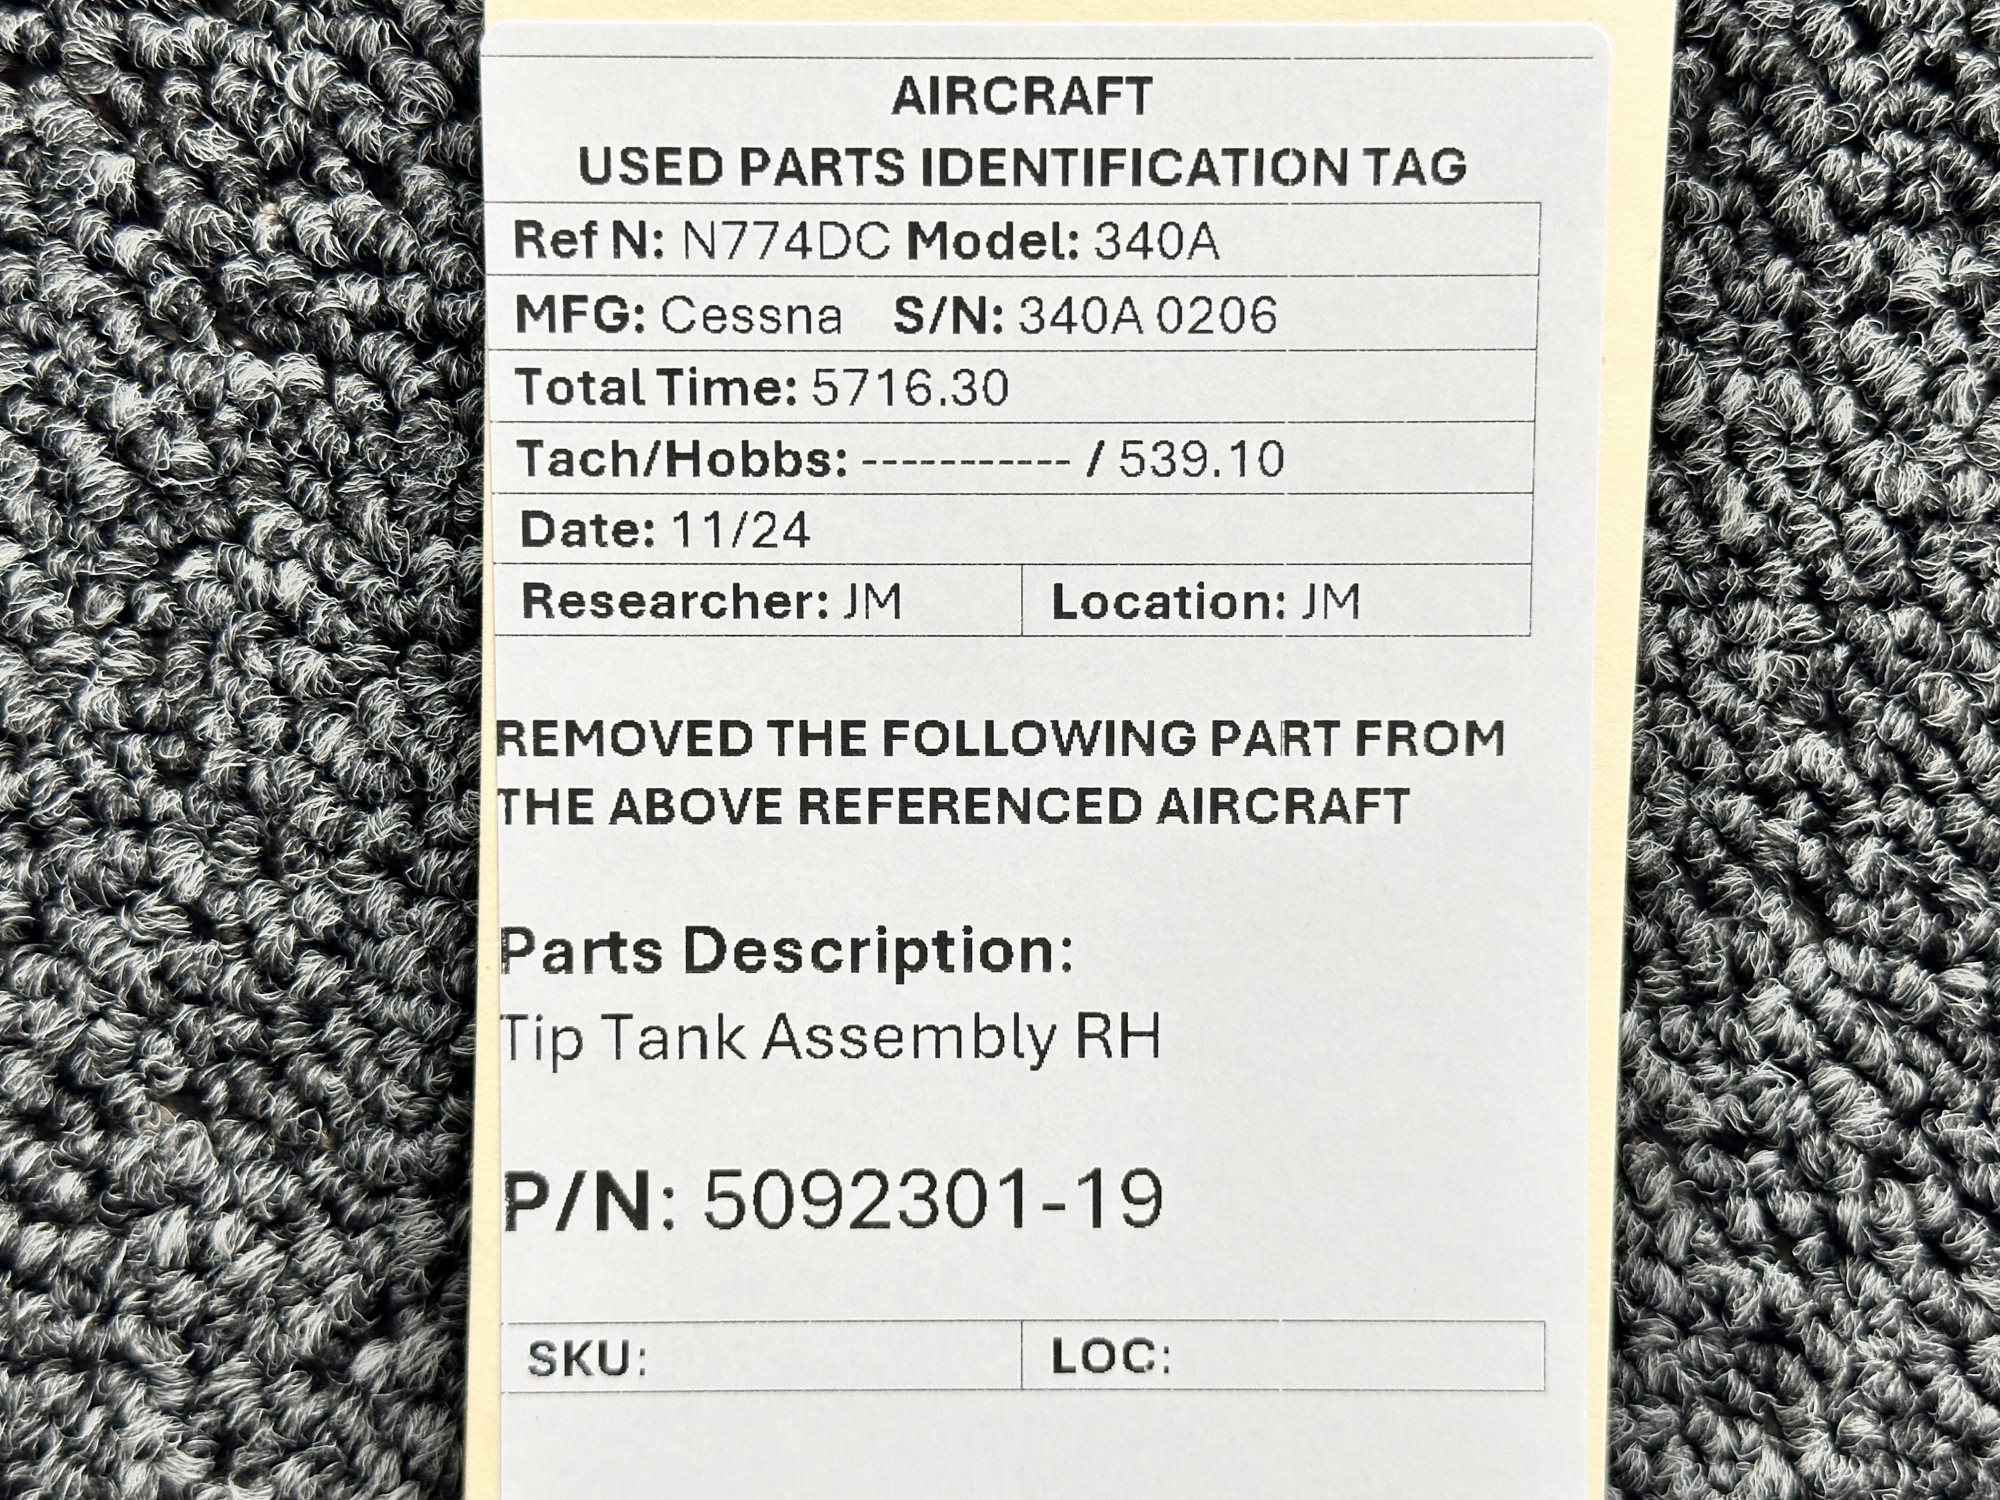 AIRCRAFT
USED PARTS IDENTIFICATION TAG
Ref N: N774DC Model: 340A
MFG: Cessna S/N: 340A 0206
Total Time: 5716.30
Tach/Hobbs: ----------- / 539.10
Date: 11/24
Researcher: JM Location: JM
REMOVED THE FOLLOWING PART FROM
THE ABOVE REFERENCED AIRCRAFT
Parts Description:
Tip Tank Assembly RH
P/N: 5092301-19
SKU: LOC: